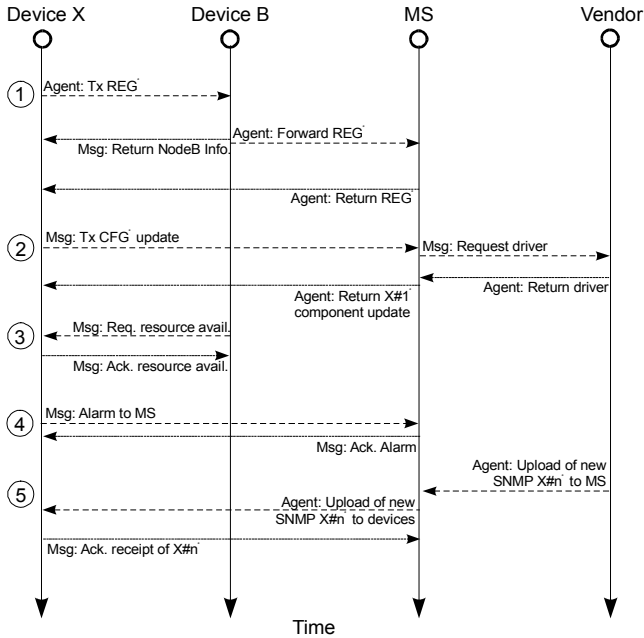 Device X
Device B
MS
Vendor
1
Agent: Tx REG'
Agent: Forward REG'
Msg: Return NodeB Info.
Agent: Return REG'
2
Msg: Tx CFG' update
Msg: Request driver
Agent: Return driver
Agent: Return X#1'
component update
3
Msg: Req. resource avail.
Msg: Ack. resource avail.
4
Msg: Alarm to MS
Msg: Ack. Alarm
5
Agent: Upload of new
SNMP X#n' to MS
Agent: Upload of new
SNMP X#n' to devices
Msg: Ack. receipt of X#n'
Time